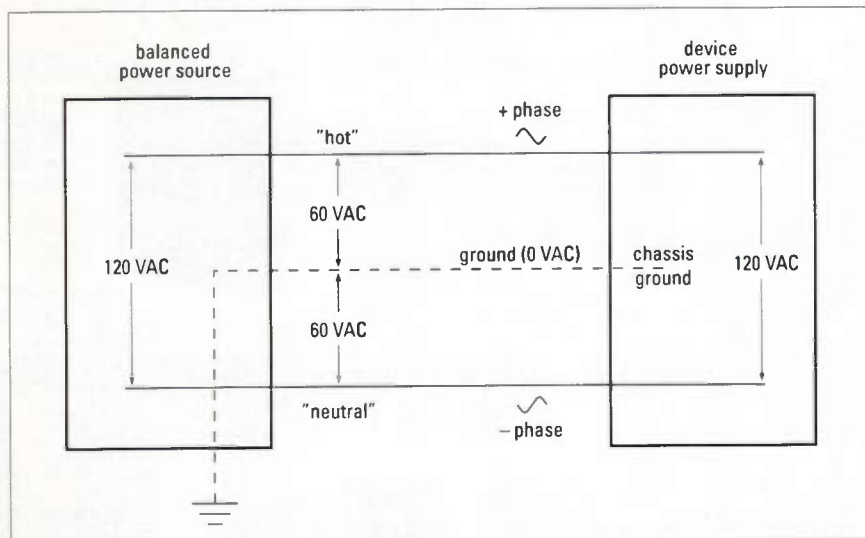 balanced
power source
device
power supply
"hot"
+ phase
60 VAC
120 VAC
ground (0 VAC)
chassis
ground
120 VAC
60 VAC
"neutral"
– phase